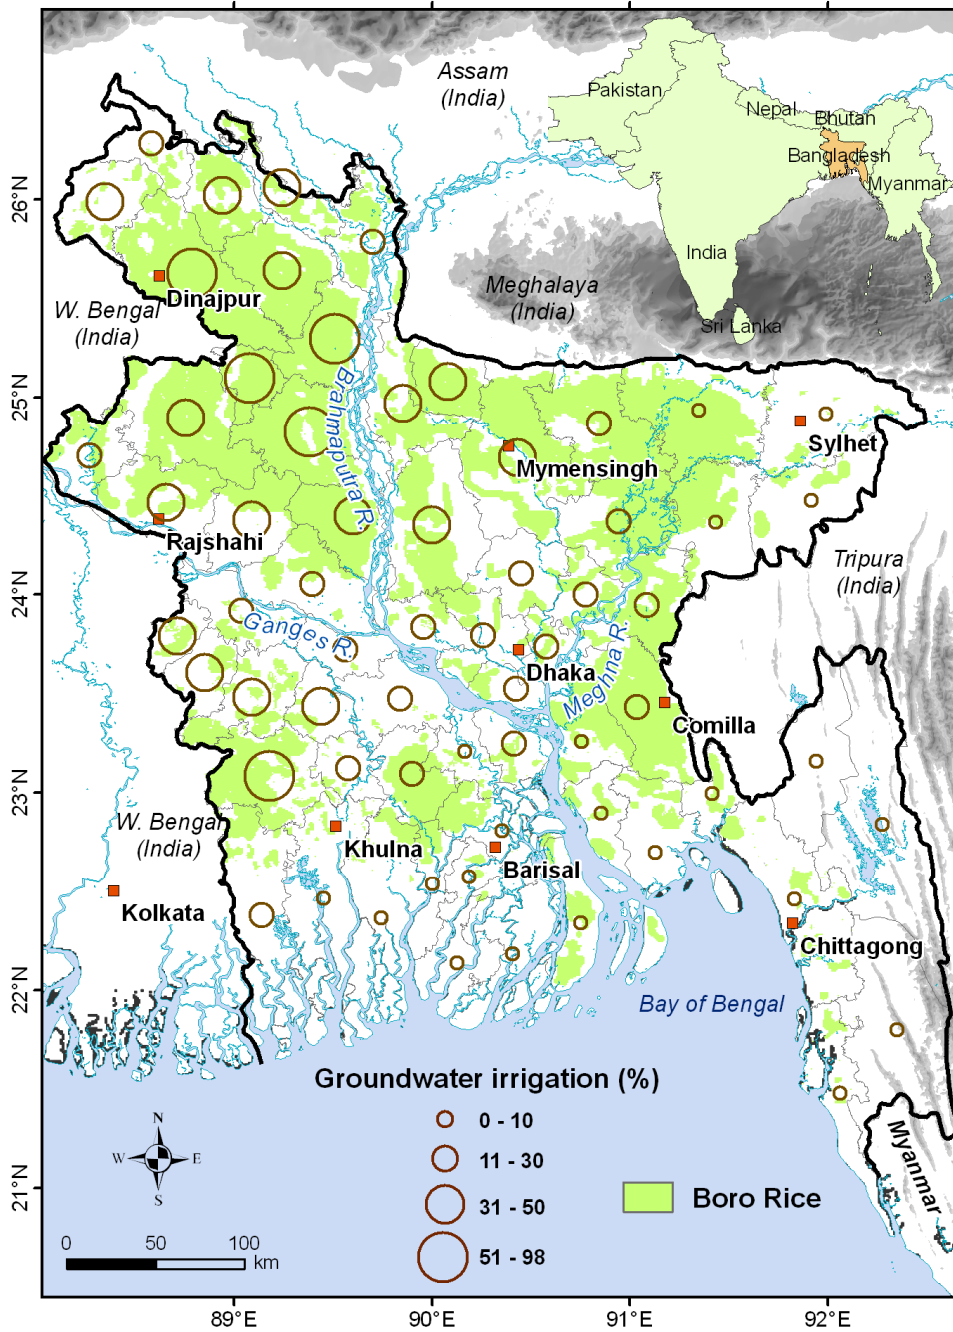 Assam
(India)
Pakistan
Nepal
Bhutan
Bangladesh
Myanmar
India
Sri Lanka
26°N
Meghalaya
(India)
Dinajpur
W. Bengal
(India)
25°N
Brahmaputra R.
Sylhet
Mymensingh
Rajshahi
Tripura
(India)
24°N
Ganges R.
Meghna R.
Dhaka
Comilla
23°N
W. Bengal
(India)
Khulna
Barisal
Kolkata
Chittagong
22°N
Bay of Bengal
Groundwater irrigation (%)
0 - 10
11 - 30
31 - 50
51 - 98
Boro Rice
Myanmar
N
W
E
S
21°N
0
50
100
km
89°E
90°E
91°E
92°E